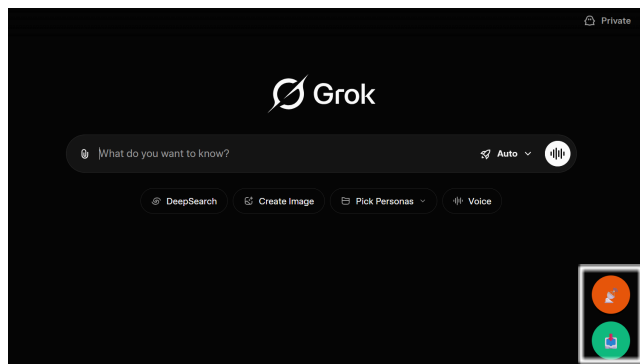 Private
Grok
What do you want to know?
Auto
DeepSearch
Create Image
Pick Personas
Voice